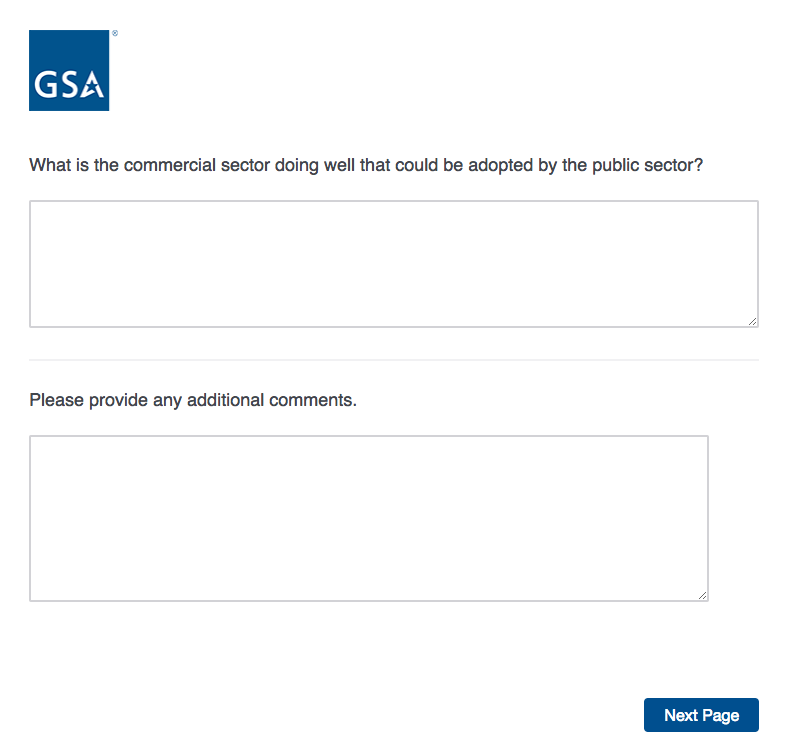 GSA
®
What is the commercial sector doing well that could be adopted by the public sector?
Please provide any additional comments.
Next Page